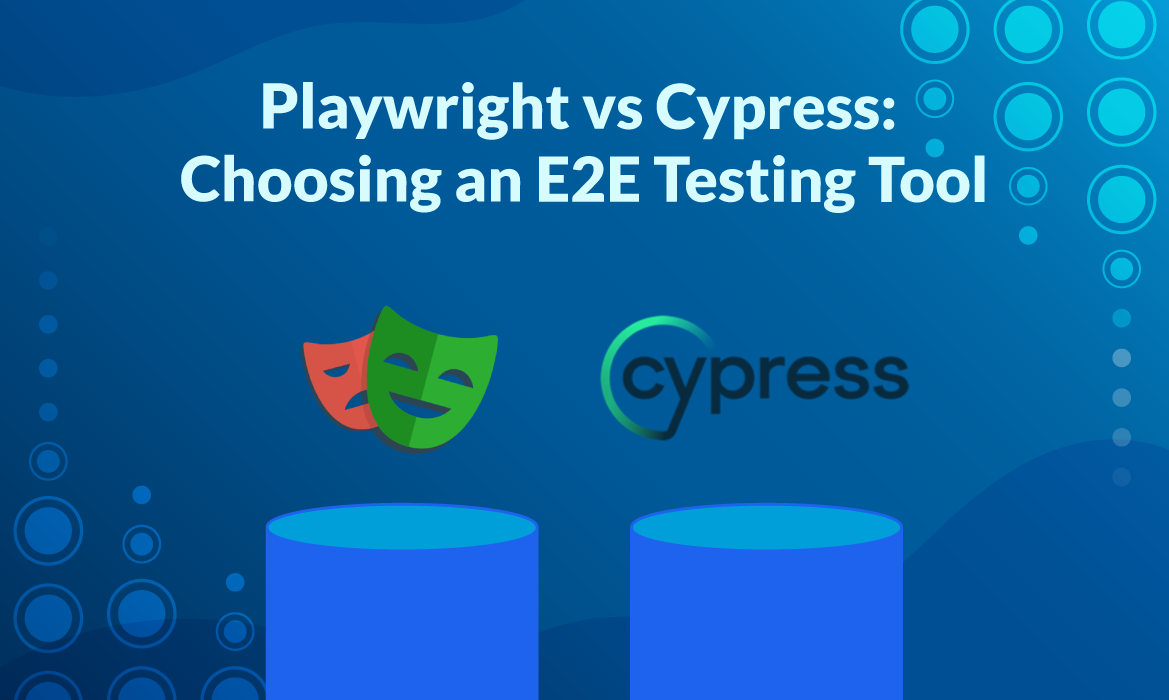 Playwright vs Cypress:
Choosing an E2E Testing Tool
cypress